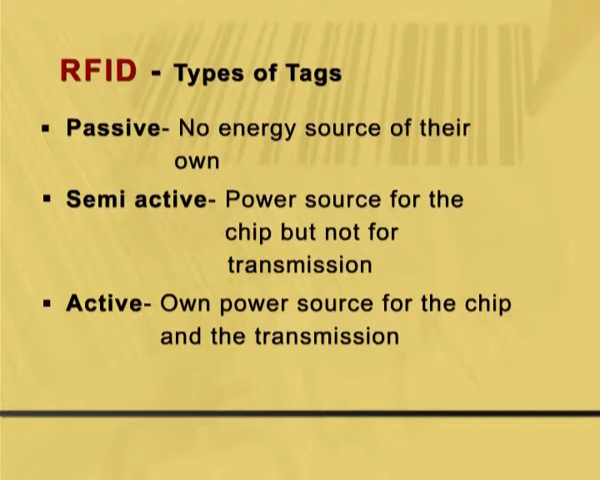 RFID - Types of Tags
▪ Passive- No energy source of their
own
▪ Semi active- Power source for the
chip but not for
transmission
▪ Active- Own power source for the chip
and the transmission